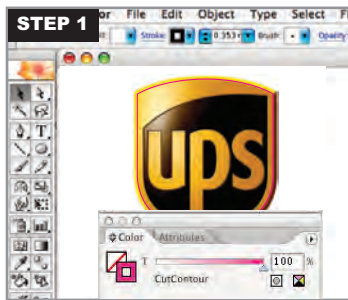 STEP 1
or File Edit Object Type Select F
Stroke: 0.353 Brush: Opacity
ups
Color Attributes
T 100 %
CutContour